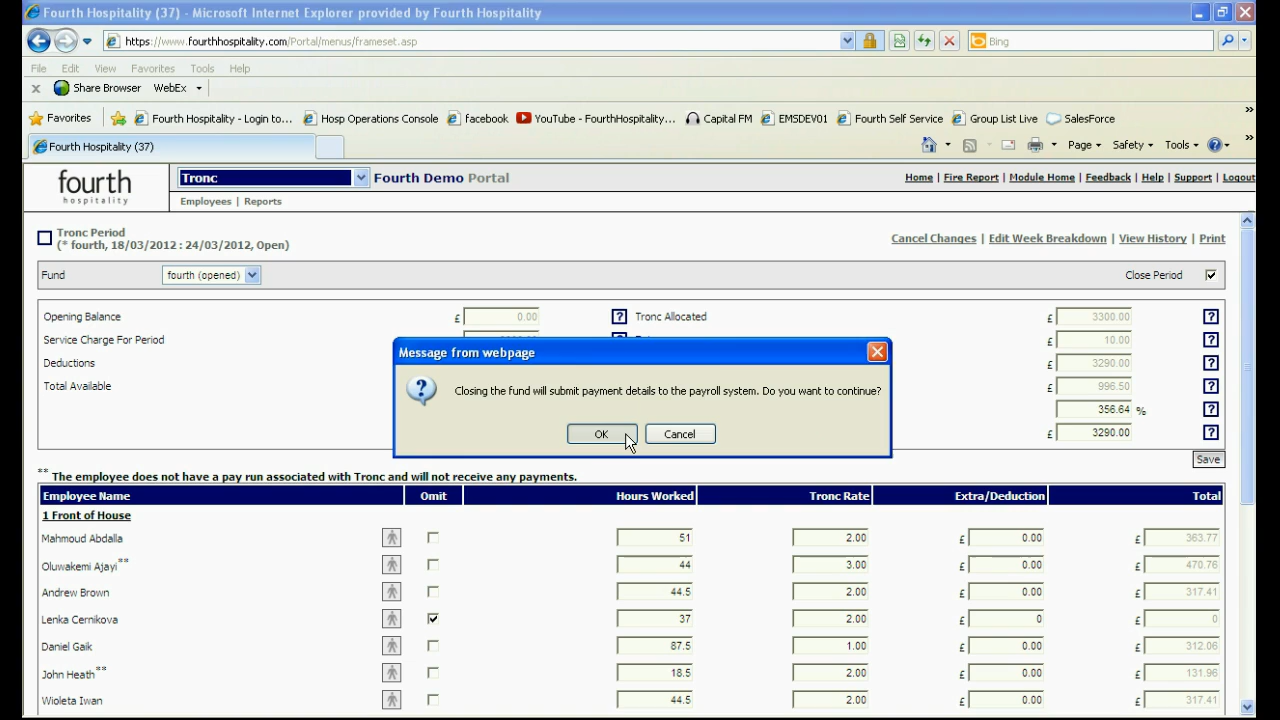 Fourth Hospitality (37) - Microsoft Internet Explorer provided by Fourth Hospitality
https://www.fourthhospitality.com/Portal/menus/frameset.asp
Bing
File Edit View Favorites Tools Help
x Share Browser WebEx
Favorites Fourth Hospitality - Login to... Hosp Operations Console facebook YouTube - FourthHospitality... Capital FM EMSDEV01 Fourth Self Service Group List Live SalesForce
Fourth Hospitality (37) Page Safety Tools
fourth
hospitality
Tronc Fourth Demo Portal Home | Fire Report | Module Home | Feedback | Help | Support | Logout
Employees | Reports
Tronc Period
(* fourth, 18/03/2012 : 24/03/2012, Open) Cancel Changes | Edit Week Breakdown | View History | Print
Fund fourth (opened) Close Period
Opening Balance £ 0.00 ? Tronc Allocated £ 3300.00 ?
Service Charge For Period £ 10.00 ?
Deductions £ 3290.00 ?
Total Available £ 996.50 ?
356.64 % ?
£ 3290.00 ?
Message from webpage
Closing the fund will submit payment details to the payroll system. Do you want to continue?
OK Cancel
Save
** The employee does not have a pay run associated with Tronc and will not receive any payments.
Employee Name Omit Hours Worked Tronc Rate Extra/Deduction Total
1 Front of House
Mahmoud Abdalla 51 2.00 £ 0.00 £ 363.77
Oluwakemi Ajayi** 44 3.00 £ 0.00 £ 470.76
Andrew Brown 44.5 2.00 £ 0.00 £ 317.41
Lenka Cernikova 37 2.00 £ 0 £ 0
Daniel Gaik 87.5 1.00 £ 0.00 £ 312.06
John Heath** 18.5 2.00 £ 0.00 £ 131.96
Wioleta Iwan 44.5 2.00 £ 0.00 £ 317.41